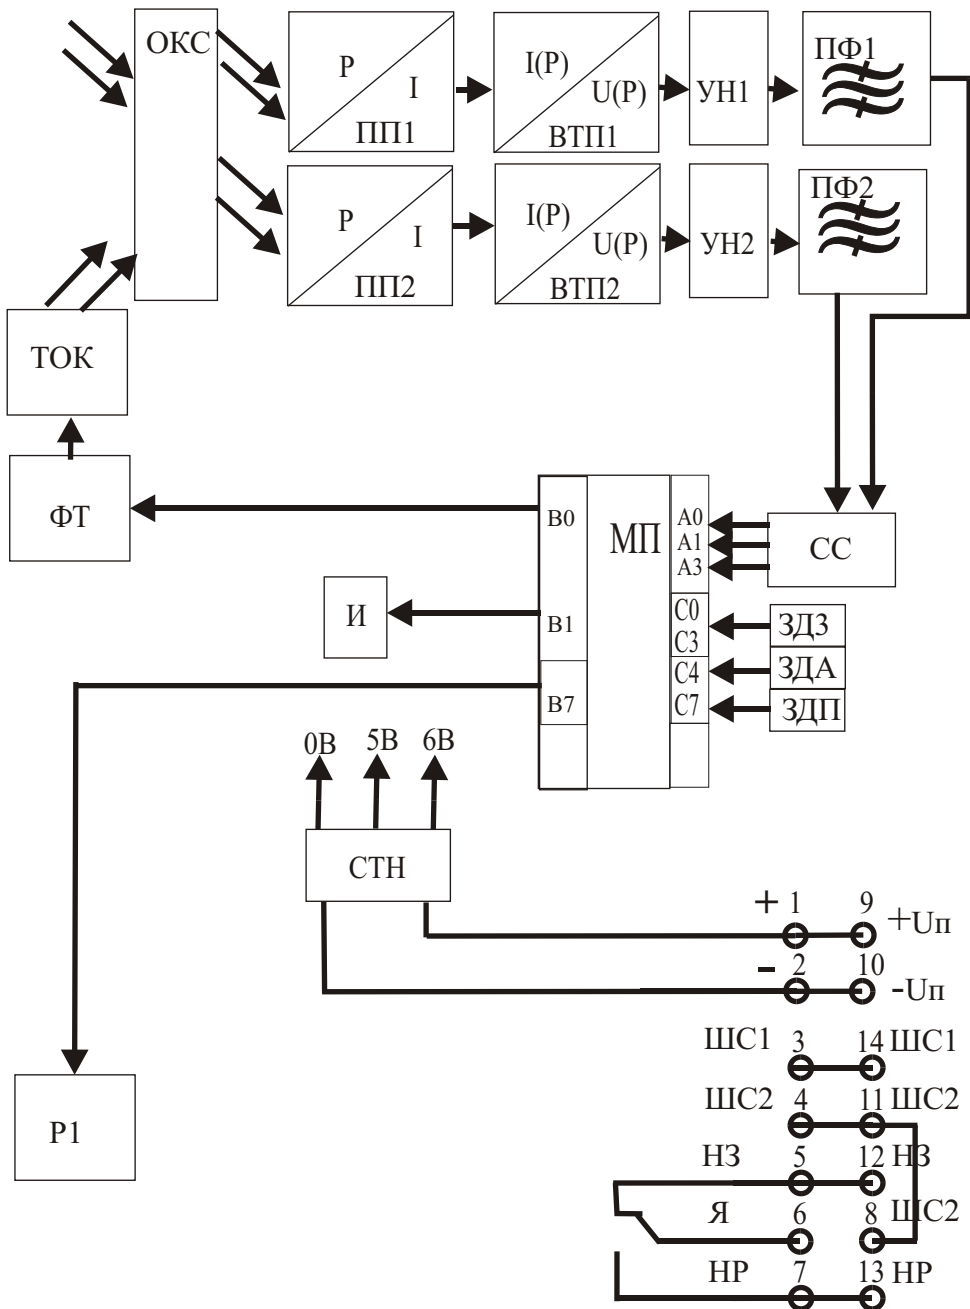 ОКС
P
I
ПП1
I(P)
U(P)
ВТП1
УН1
ПФ1
P
I
ПП2
I(P)
U(P)
ВТП2
УН2
ПФ2
ТОК
ФТ
B0
МП
A0
A1
A3
СС
И
B1
C0
C3
ЗДЗ
C4
ЗДА
B7
C7
ЗДП
0В
5В
6В
СТН
+ 1 9 +Uп
- 2 10 -Uп
ШС1 3 14 ШС1
ШС2 4 11 ШС2
P1
НЗ 5 12 НЗ
Я 6 8 ШС2
НР 7 13 НР